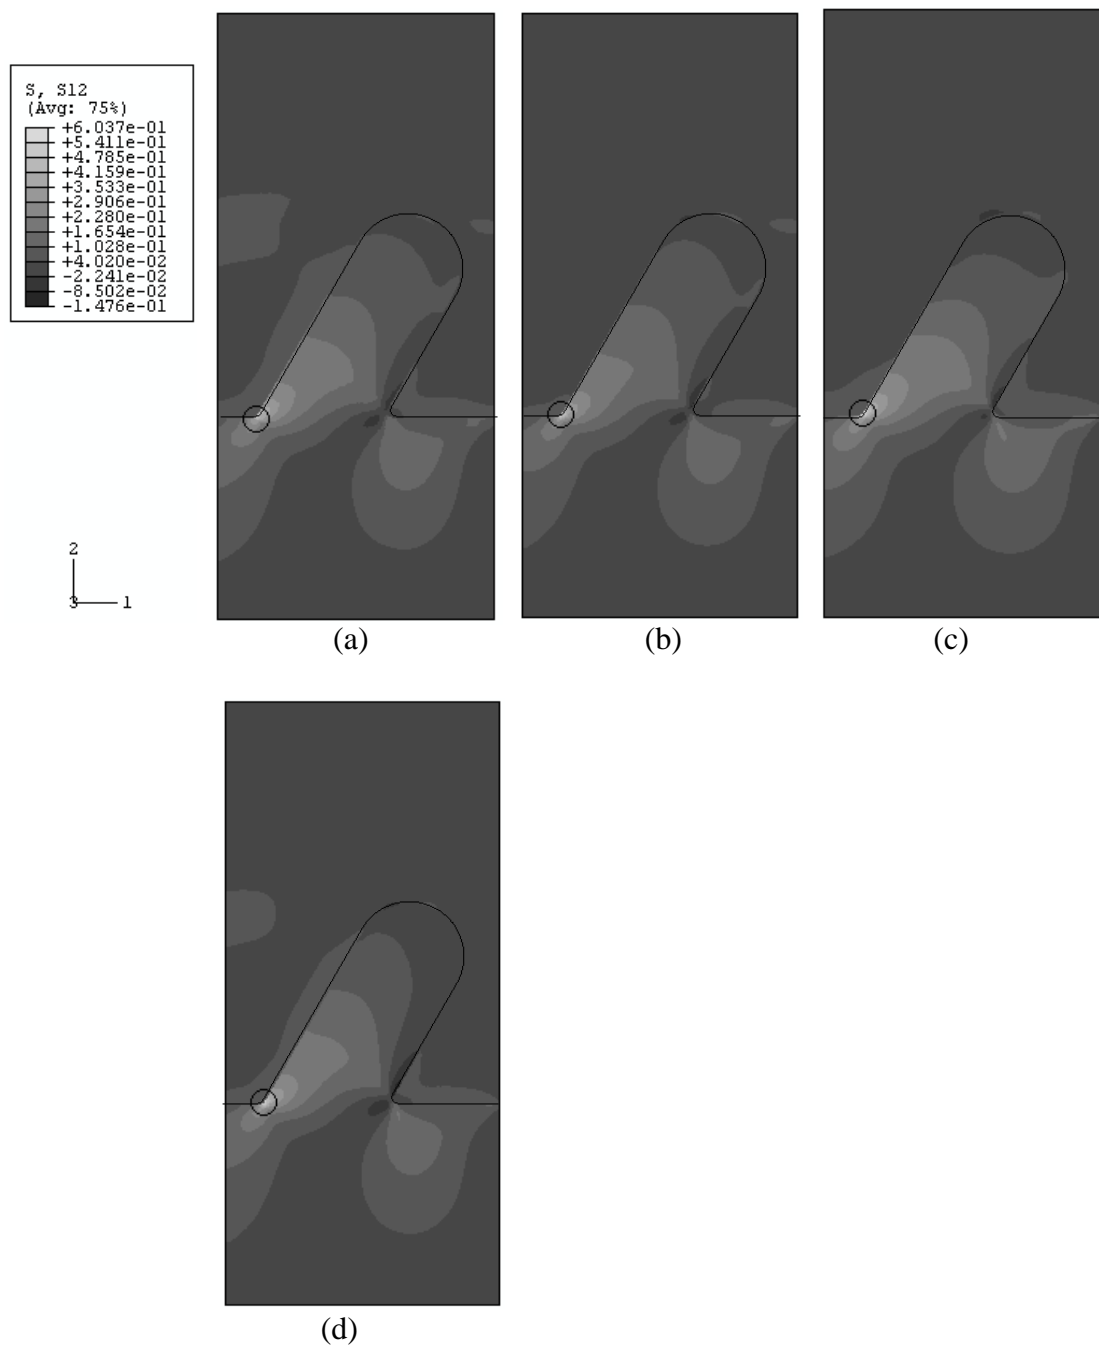 S, S12
(Avg: 75%)
+6.037e-01
+5.411e-01
+4.785e-01
+4.159e-01
+3.533e-01
+2.906e-01
+2.280e-01
+1.654e-01
+1.028e-01
+4.020e-02
-2.241e-02
-8.502e-02
-1.476e-01
2
3 1
(a) (b) (c)
(d)